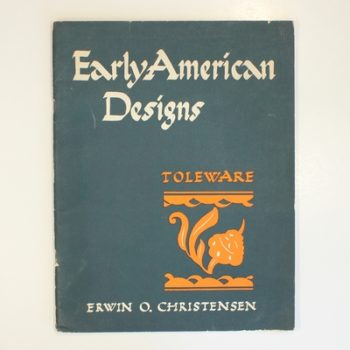 Early American
Designs
TOLEWARE
ERWIN O. CHRISTENSEN